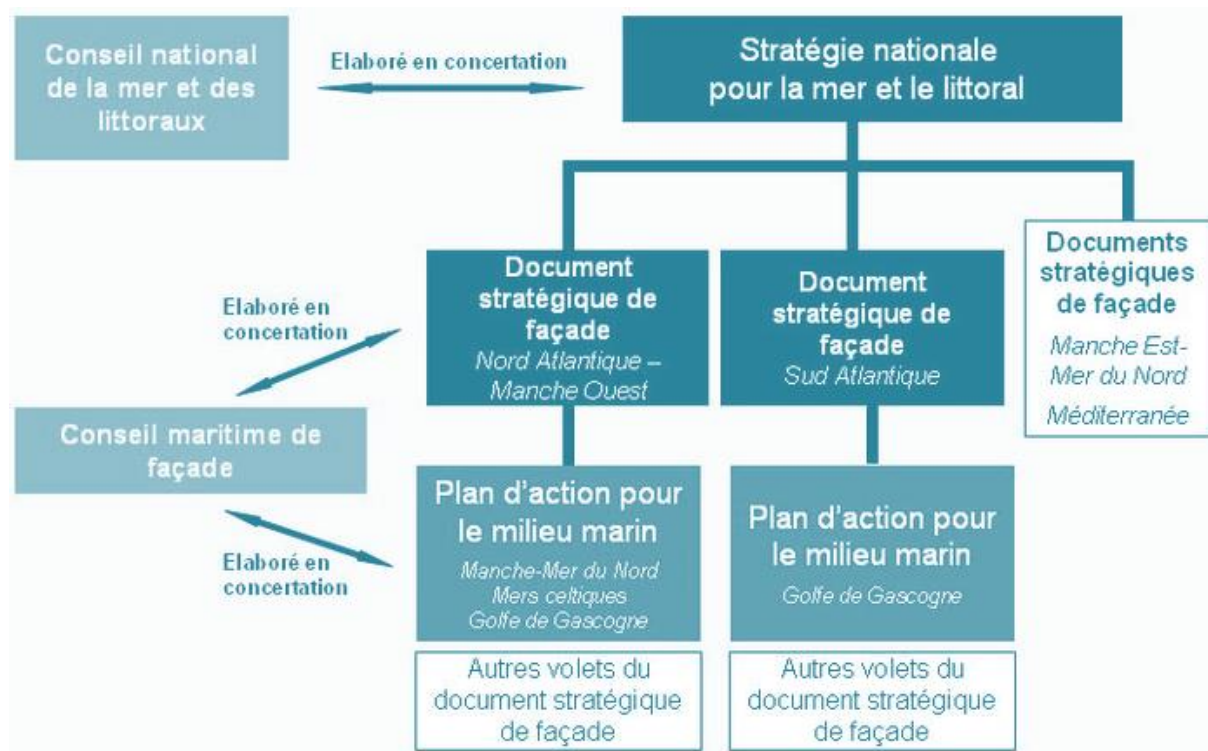 Conseil national
de la mer et des
littoraux
Elaboré en concertation
Stratégie nationale
pour la mer et le littoral
Document
stratégique de
façade
Nord Atlantique –
Manche Ouest
Document
stratégique de
façade
Sud Atlantique
Documents
stratégiques
de façade
Manche Est-
Mer du Nord
Méditerranée
Elaboré en
concertation
Conseil maritime de
façade
Elaboré en
concertation
Plan d'action pour
le milieu marin
Manche-Mer du Nord
Mers celtiques
Golfe de Gascogne
Plan d'action pour
le milieu marin
Golfe de Gascogne
Autres volets du
document stratégique
de façade
Autres volets du
document stratégique
de façade